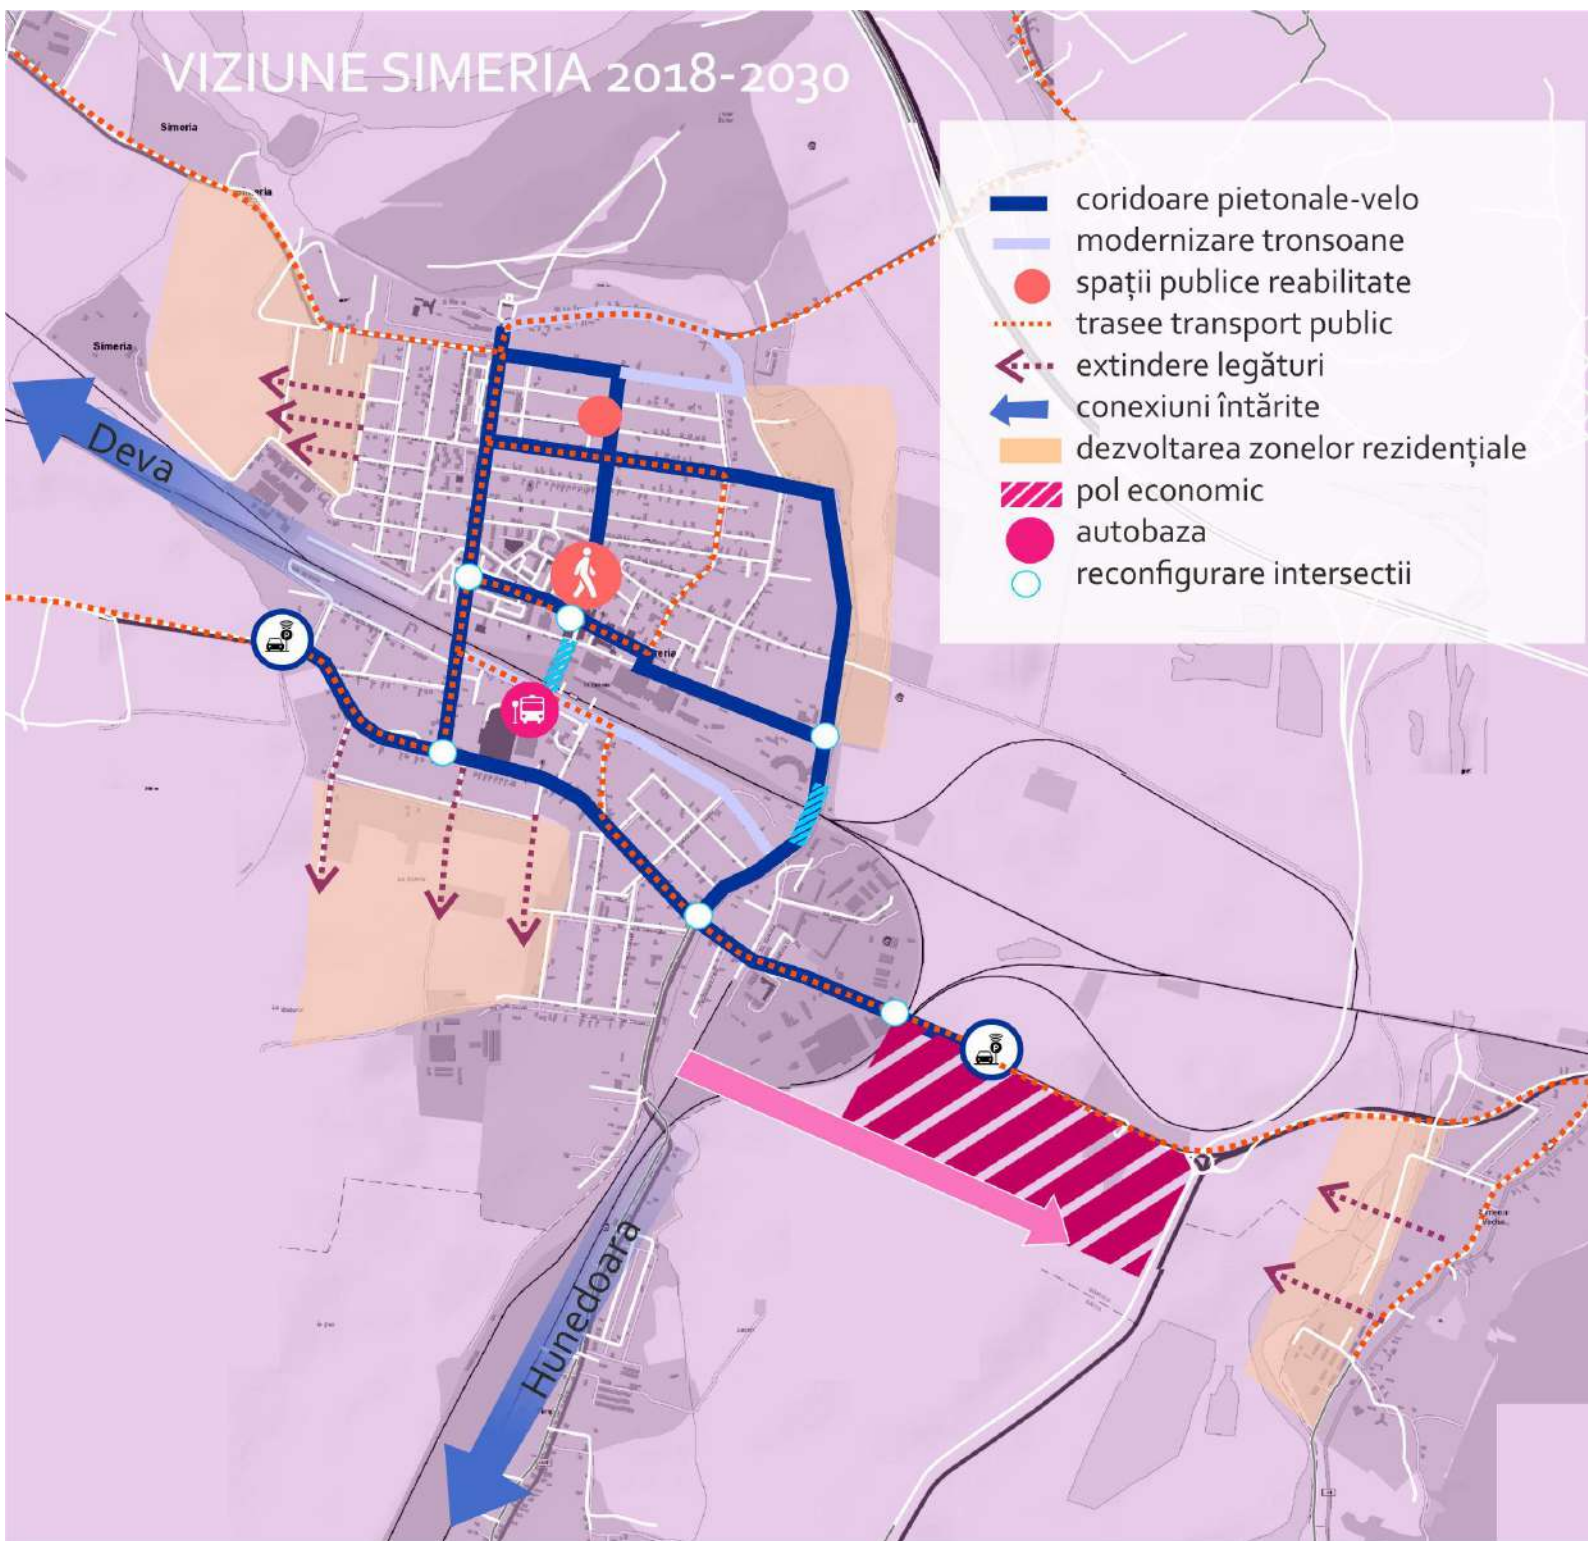 VIZIUNE SIMERIA 2018-2030
Simeria
Simeria
coridoare pietonale-velo
modernizare tronsoane
spații publice reabilitate
trasee transport public
extindere legături
conexiuni întărite
dezvoltarea zonelor rezidențiale
pol economic
autobaza
reconfigurare intersectii
Deva
P
P
Hunedoara